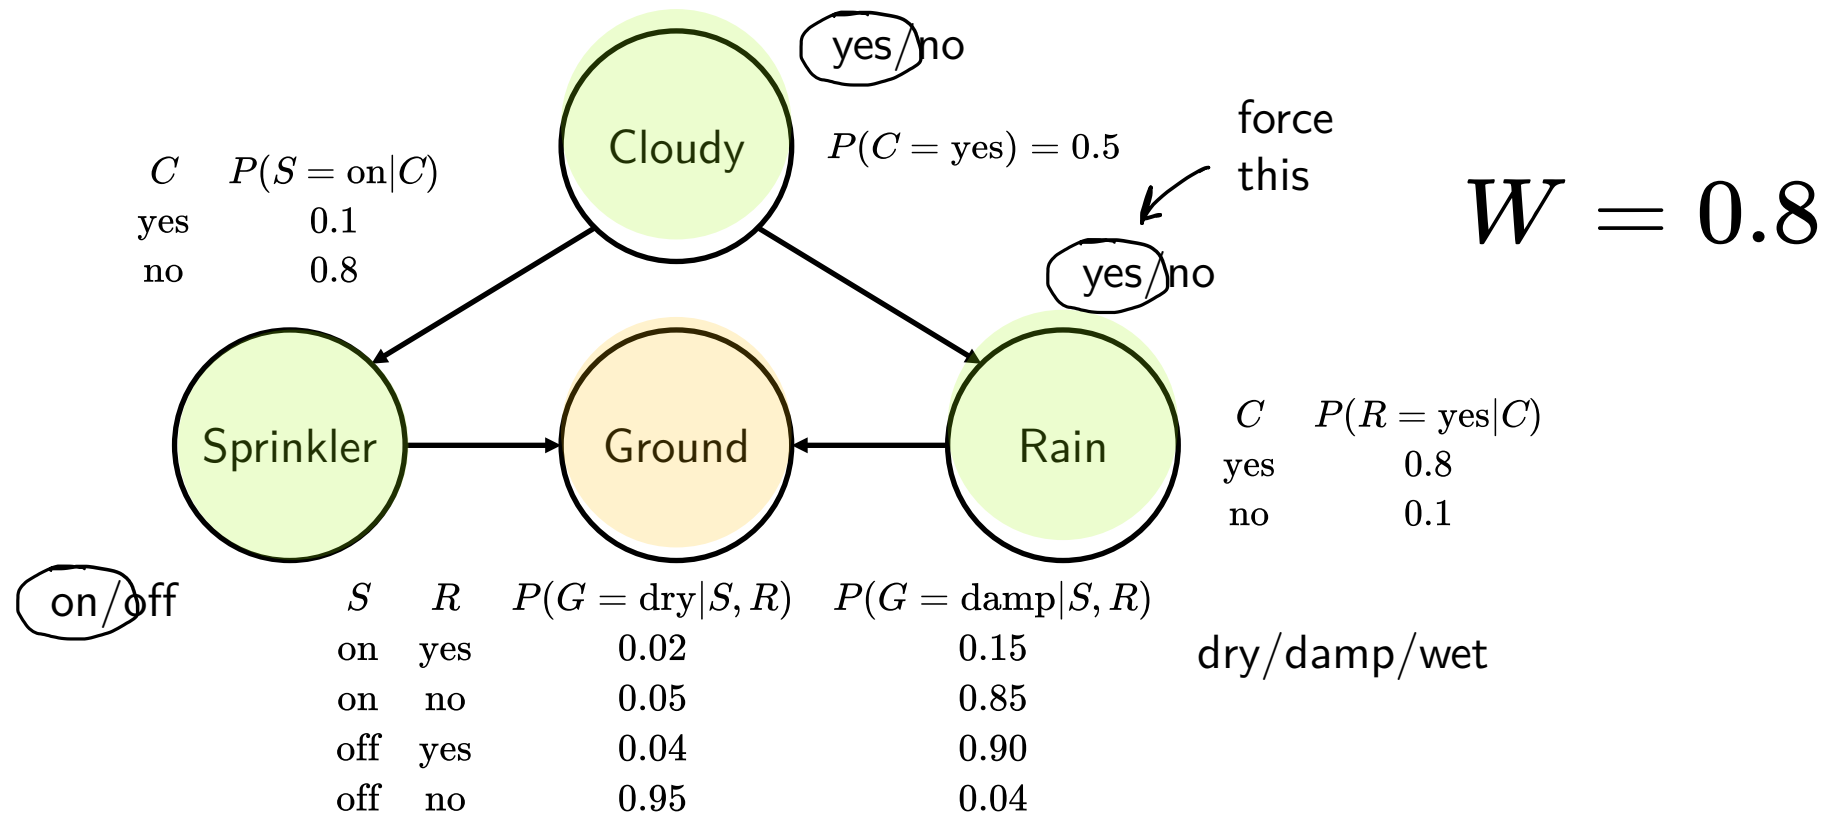 yes/no
Cloudy
P(C = yes) = 0.5
force
this
W = 0.8
C P(S = on|C)
yes 0.1
no 0.8
yes/no
Sprinkler
Ground
Rain
C P(R = yes|C)
yes 0.8
no 0.1
on/off
S R P(G = dry|S, R) P(G = damp|S, R)
on yes 0.02 0.15
on no 0.05 0.85
off yes 0.04 0.90
off no 0.95 0.04
dry/damp/wet